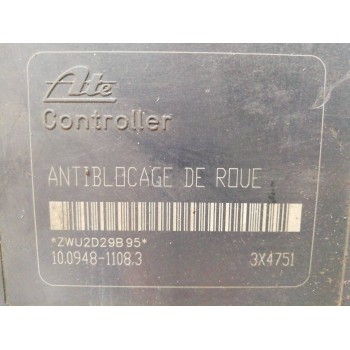 Ate
Controller
ANTIBLOCAGE DE ROUE
*ZWU2D29B95*
10.0948-1108.3 3X4751